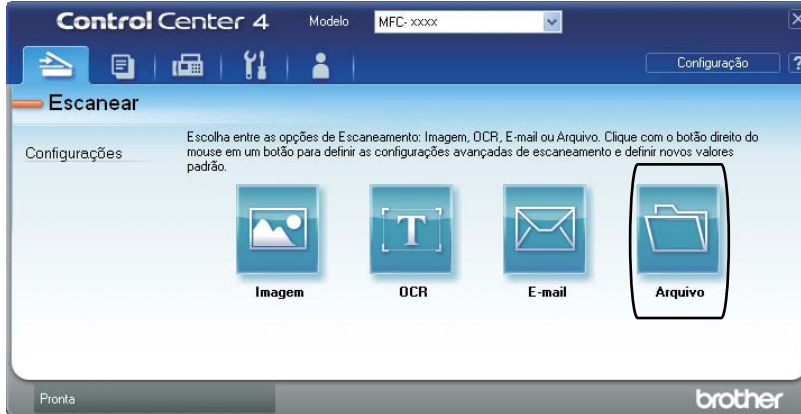 Control Center 4
Modelo
MFC- xxxx
Configuração
?
Escanear
Configurações
Escolha entre as opções de Escaneamento: Imagem, OCR, E-mail ou Arquivo. Clique com o botão direito do
mouse em um botão para definir as configurações avançadas de escaneamento e definir novos valores
padrão.
T
Imagem
OCR
E-mail
Arquivo
Pronta
brother